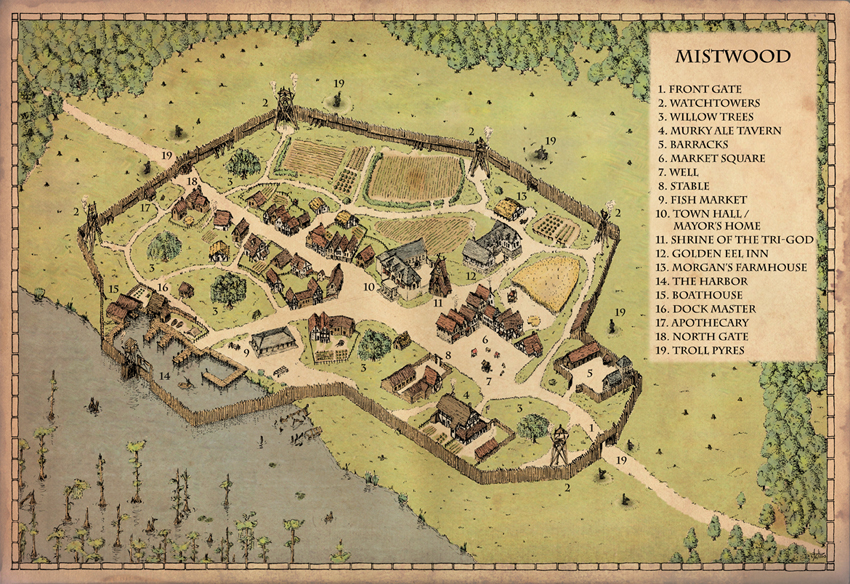 MISTWOOD
1. FRONT GATE
2. WATCHTOWERS
3. WILLOW TREES
4. MURKY ALE TAVERN
5. BARRACKS
6. MARKET SQUARE
7. WELL
8. STABLE
9. FISH MARKET
10. TOWN HALL /
MAYOR'S HOME
11. SHRINE OF THE TRI-GOD
12. GOLDEN EEL INN
13. MORGAN'S FARMHOUSE
14. THE HARBOR
15. BOATHOUSE
16. DOCK MASTER
17. APOTHECARY
18. NORTH GATE
19. TROLL PYRES
19
2
2
19
19
18
13
17
2
2
3
3
12
10
15
16
3
11
19
14
9
3
8
6
7
5
4
3
1
19
2